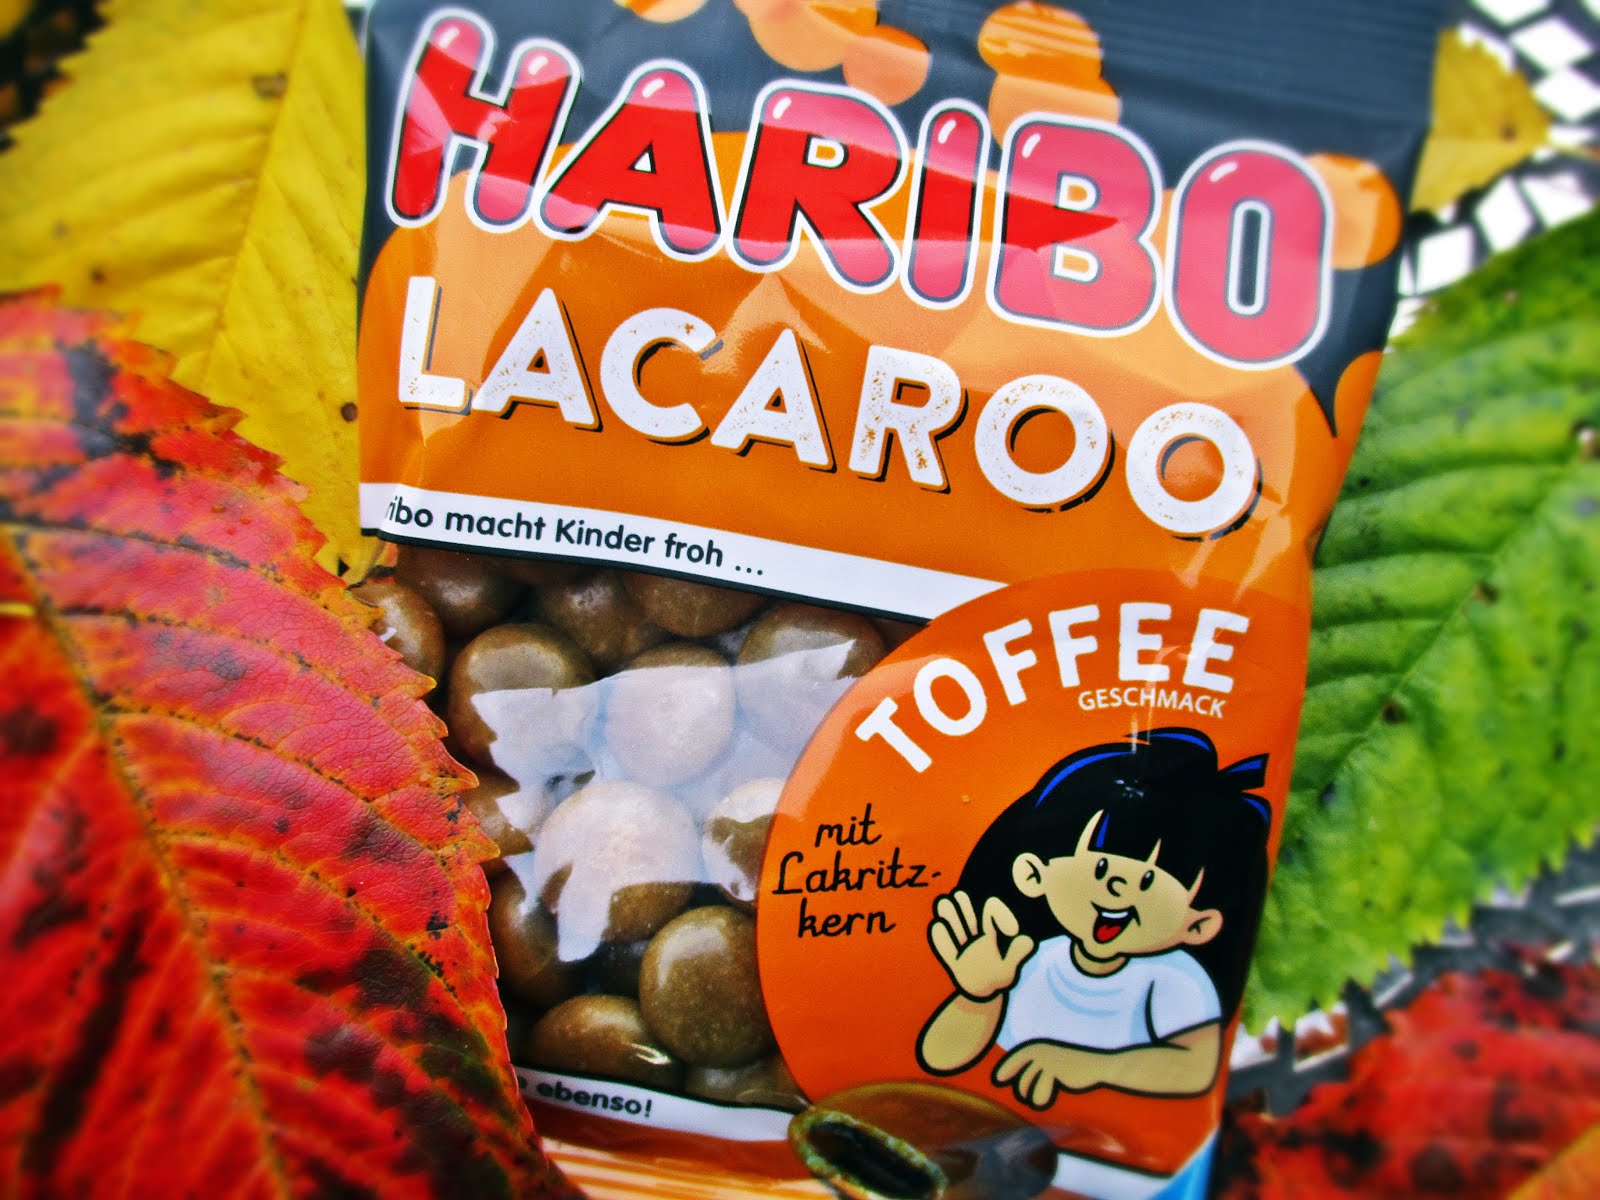 HARIBO
LACAROO
ribo macht Kinder froh ...
TOFFEE
GESCHMACK
mit
Lakritz-
kern
ebenso!